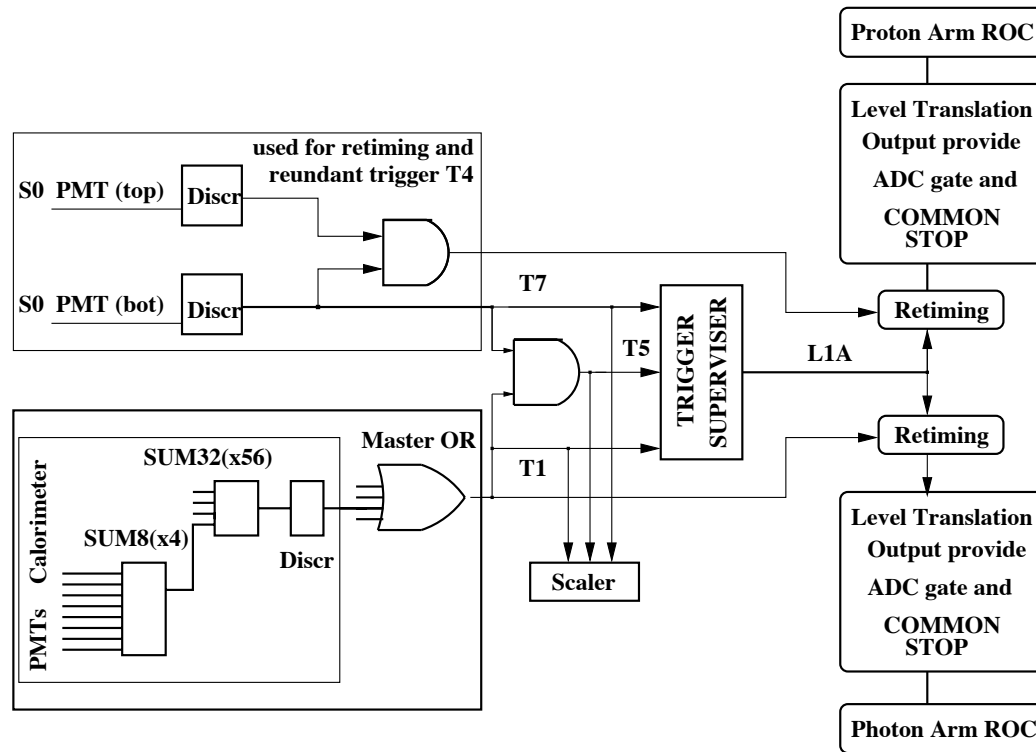 Proton Arm ROC
Level Translation
Output provide
ADC gate and
COMMON
STOP
used for retiming and
reundant trigger T4
S0 PMT (top)
Discr
S0 PMT (bot)
Discr
T7
T5
T1
TRIGGER
SUPERVISER
L1A
Retiming
Retiming
Master OR
SUM32(x56)
SUM8(x4)
Discr
PMTs Calorimeter
Scaler
Level Translation
Output provide
ADC gate and
COMMON
STOP
Photon Arm ROC